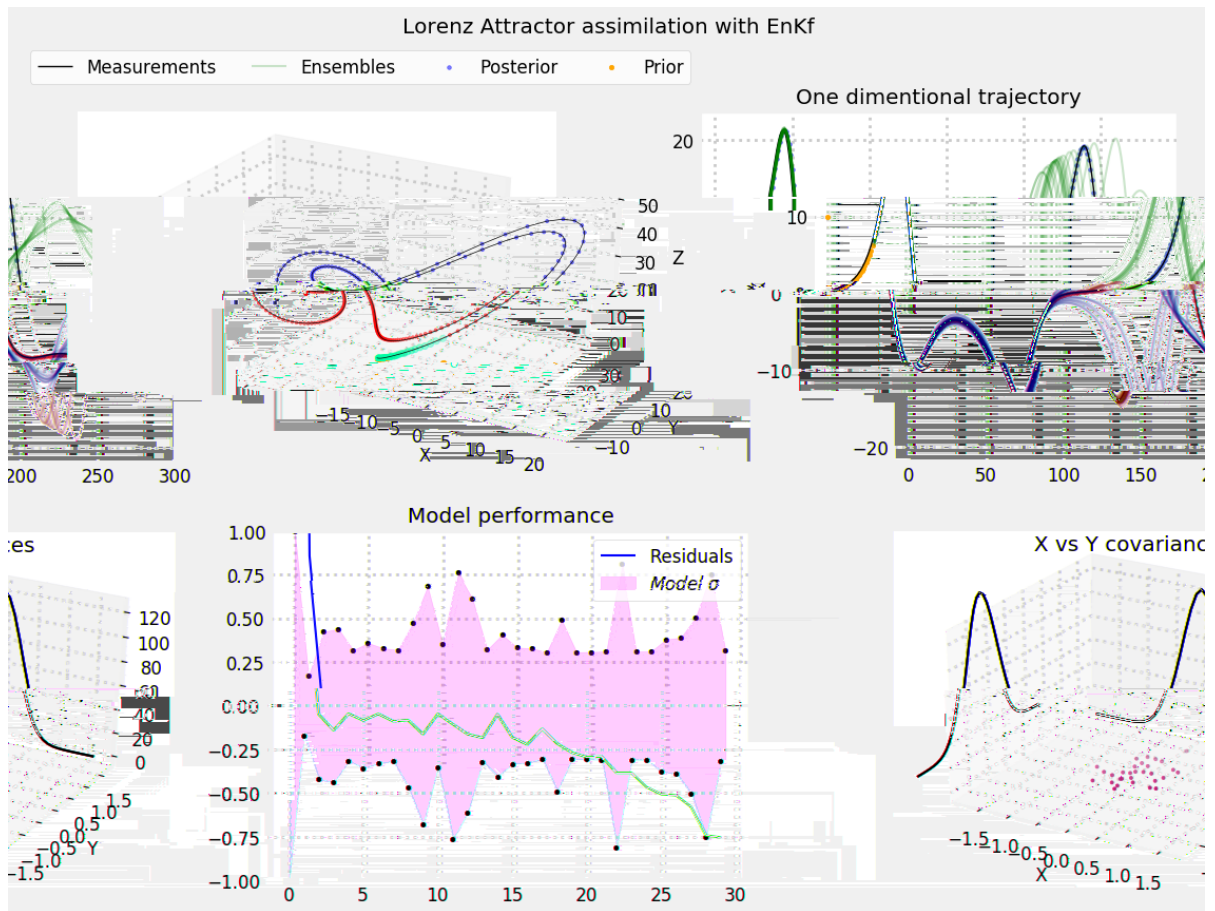 Lorenz Attractor assimilation with EnKf
Measurements Ensembles Posterior Prior
One dimentional trajectory
20
10
0
−10
−20
0 50 100 150
200 250 300
50
40
30
Z
10
0
−15 −10 −5 0 5 10 15 20
X
10
0
−10
Y
Model performance
Residuals
Model σ
1.00
0.75
0.50
0.25
0.00
−0.25
−0.50
−0.75
−1.00
0 5 10 15 20 25 30
ces
120
100
80
60
40
20
0
1.5
1.0
0.5
0.0
−0.5
−1.0
−1.5
Y
X vs Y covarianc
−1.5 −1.0 −0.5 0.0 0.5 1.0 1.5
X